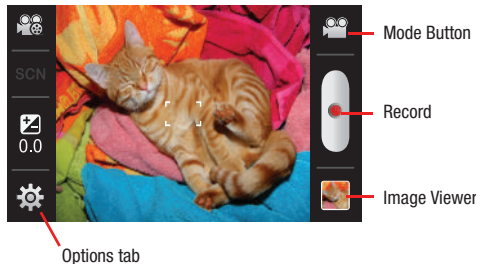 Mode Button
SCN
Record
0.0
Image Viewer
Options tab